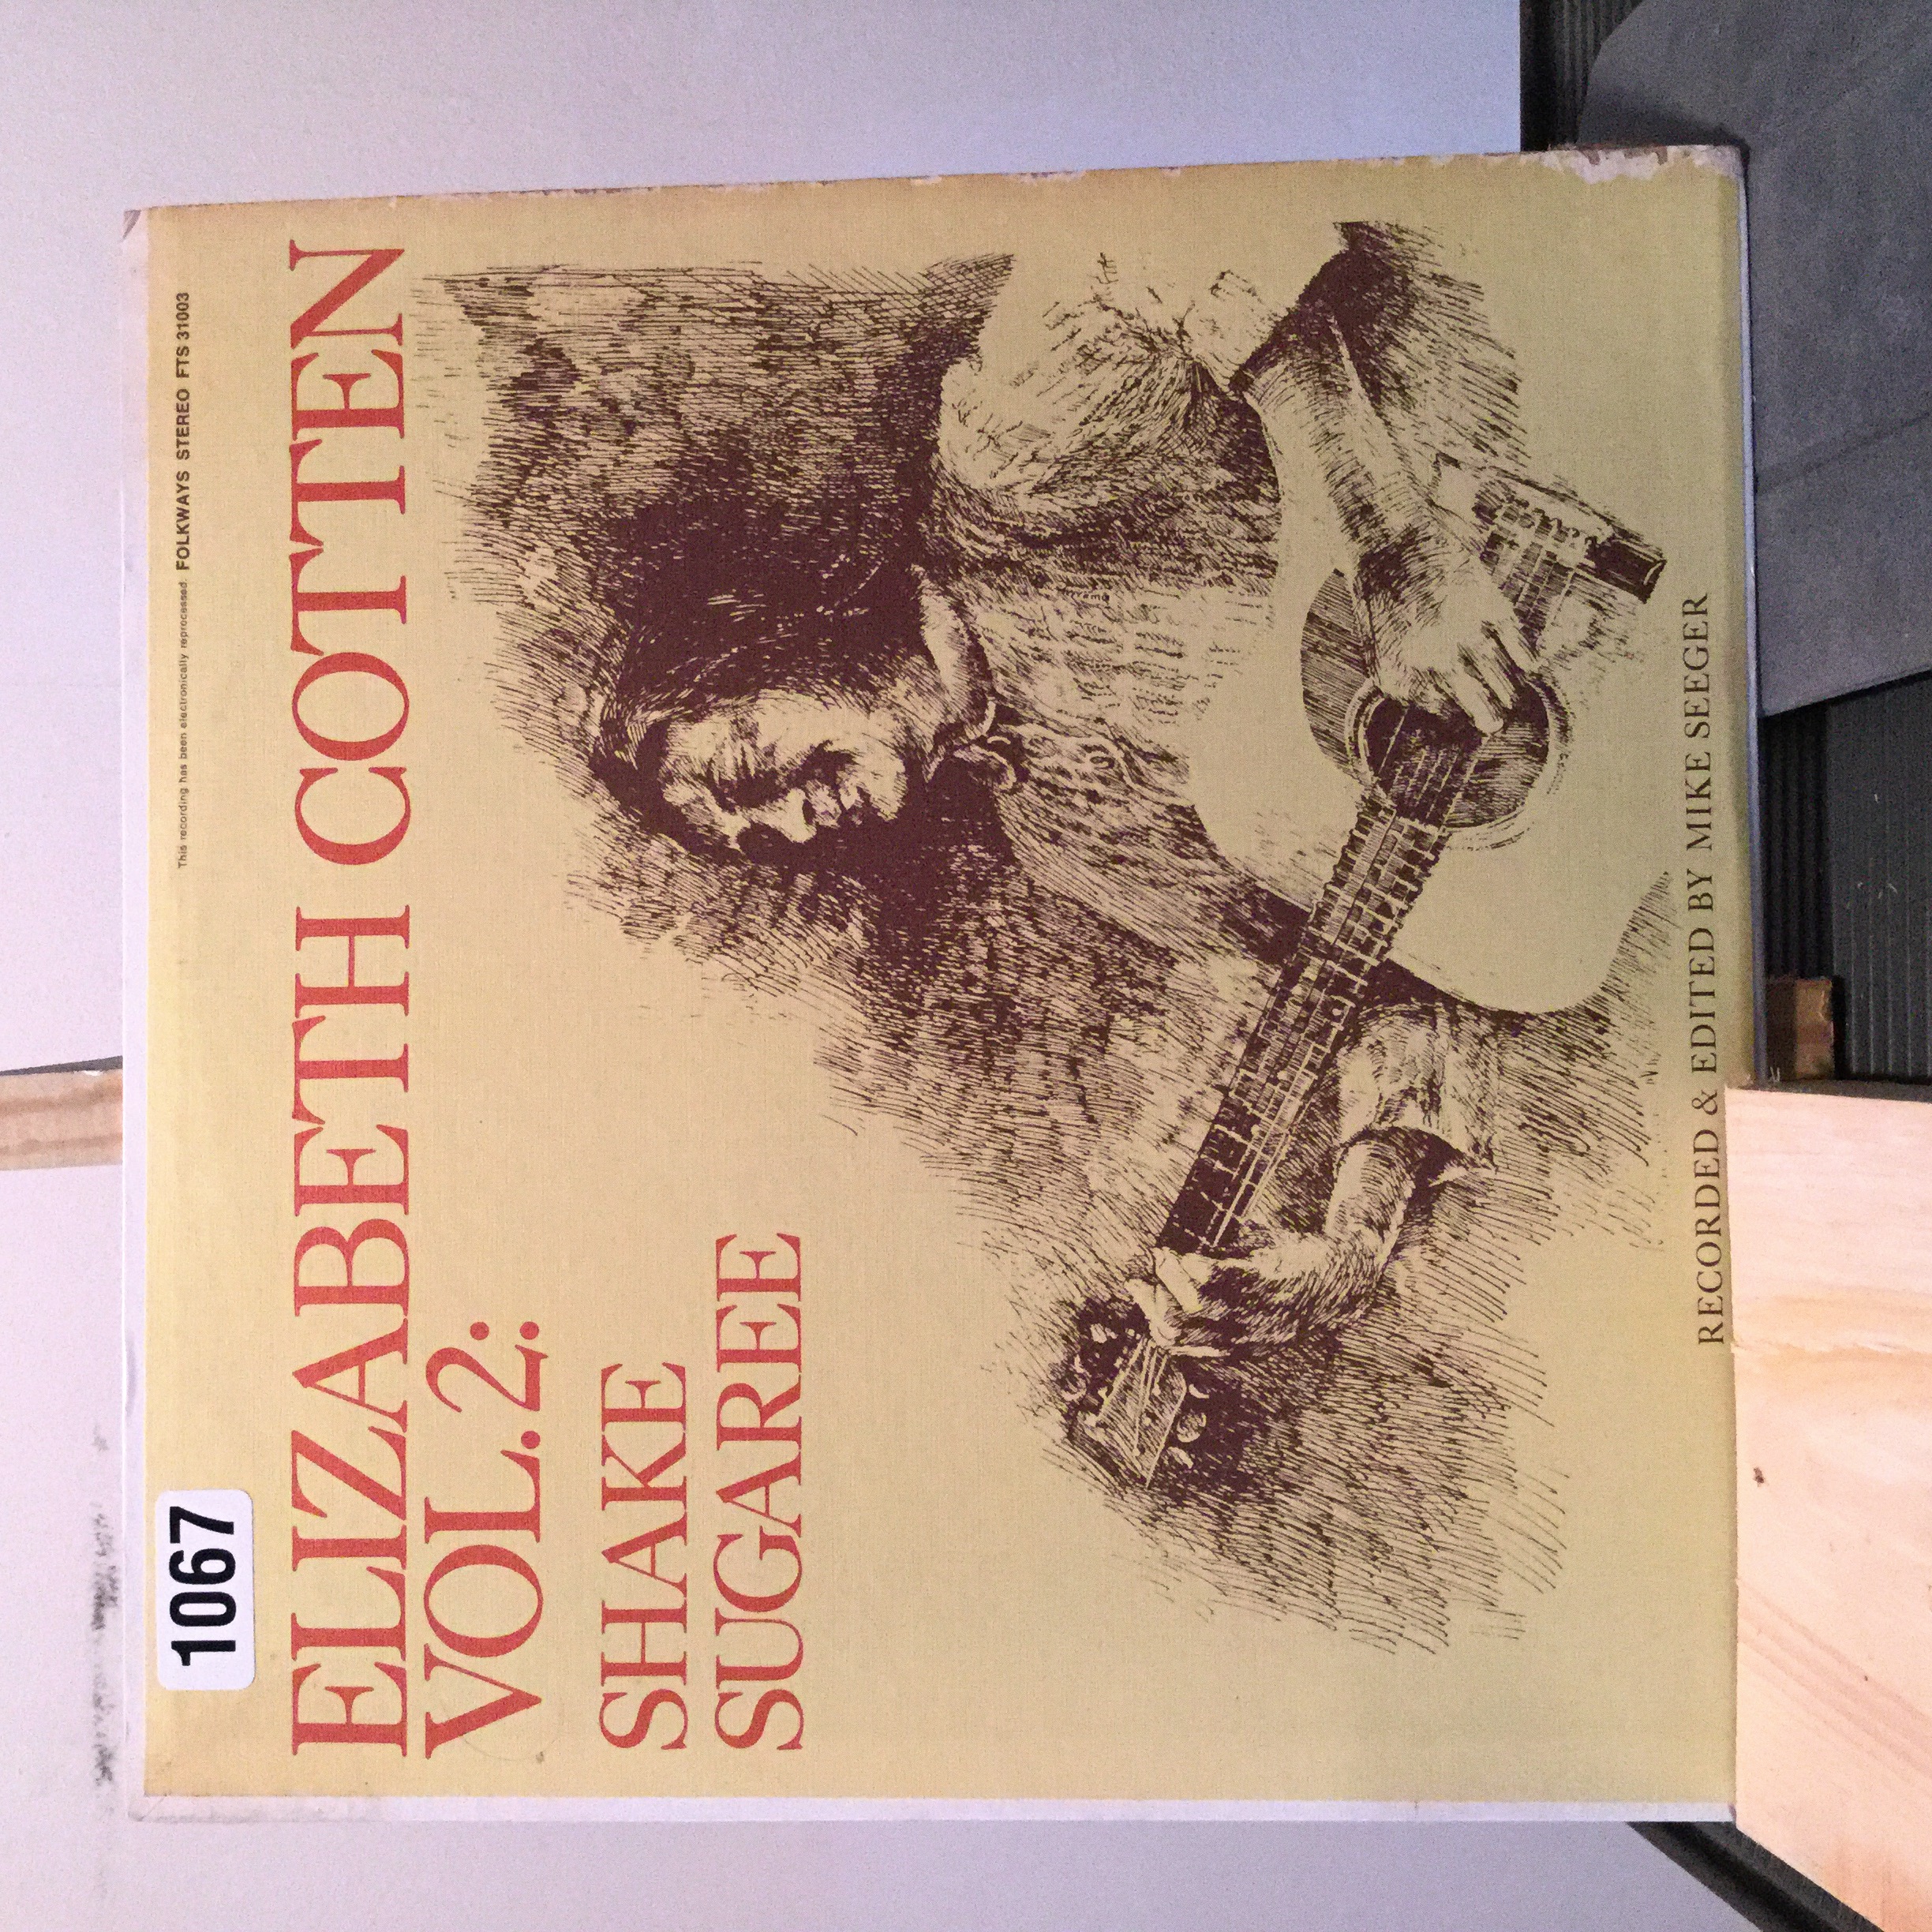 1067
This recording has been electronically reprocessed. FOLKWAYS STEREO FTS 31003
ELIZABETH COTTEN
VOL.2:
SHAKE
SUGAREE
RECORDED & EDITED BY MIKE SEEGER